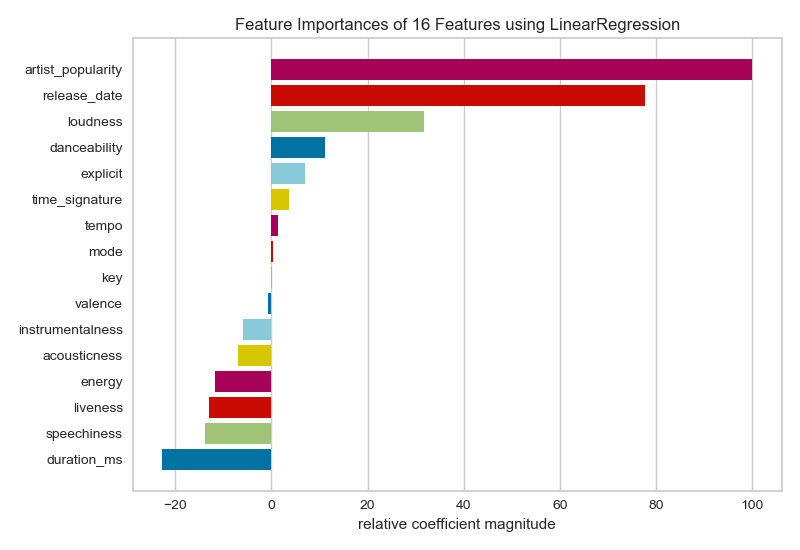 Feature Importances of 16 Features using LinearRegression
artist_popularity
release_date
loudness
danceability
explicit
time_signature
tempo
mode
key
valence
instrumentalness
acousticness
energy
liveness
speechiness
duration_ms
−20 0 20 40 60 80 100
relative coefficient magnitude